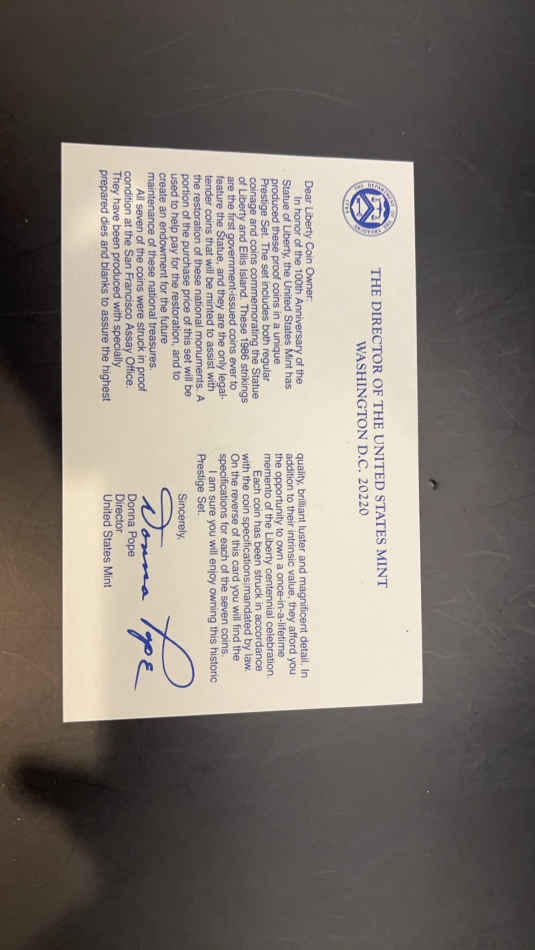 THE DIRECTOR OF THE UNITED STATES MINT
WASHINGTON D.C. 20220
Dear Liberty Coin Owner:
In honor of the 100th Anniversary of the
Statue of Liberty, the United States Mint has
produced these proof coins in a unique
Prestige Set. The set includes both regular
coinage and coins commemorating the Statue
of Liberty and Ellis Island. These 1986 strikings
are the first government-issued coins ever to
feature the Statue, and they are the only legal-
tender coins that will be minted to assist with
the restoration of these national monuments. A
portion of the purchase price of this set will be
used to help pay for the restoration, and to
create an endowment for the future
maintenance of these national treasures.
All seven of the coins were struck in proof
condition at the San Francisco Assay Office.
They have been produced with specially
prepared dies and blanks to assure the highest
quality, brilliant luster and magnificent detail. In
addition to their intrinsic value, they afford you
the opportunity to own a once-in-a-lifetime
memento of the Liberty centennial celebration.
Each coin has been struck in accordance
with the coin specifications mandated by law.
On the reverse of this card you will find the
specifications for each of the seven coins
I am sure you will enjoy owning this historic
Prestige Set.
Sincerely,
Donna Pope
Donna Pope
Director
United States Mint